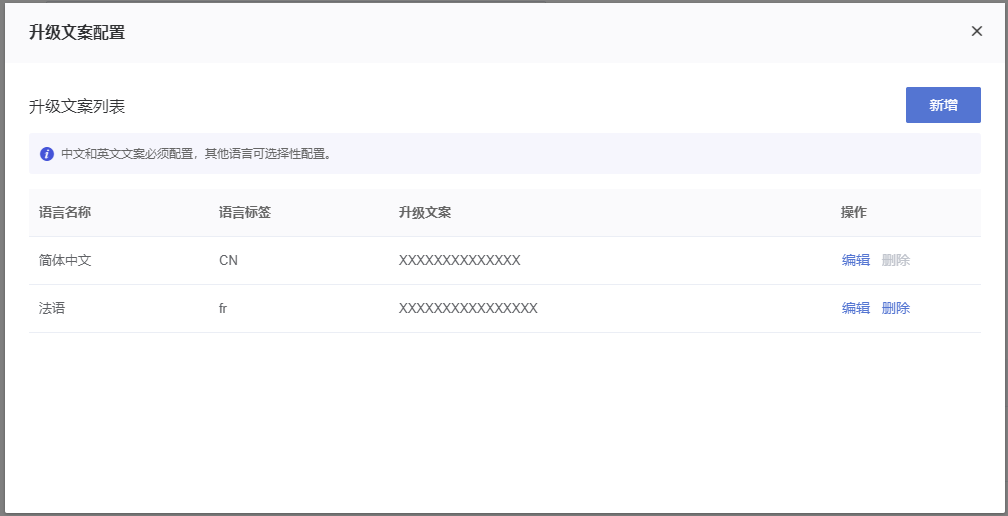 升级文案配置
升级文案列表 新增
中文和英文文案必须配置，其他语言可选择性配置。
语言名称 语言标签 升级文案 操作
简体中文 CN XXXXXXXXXXXXXX 编辑 删除
法语 fr XXXXXXXXXXXXXXXX 编辑 删除